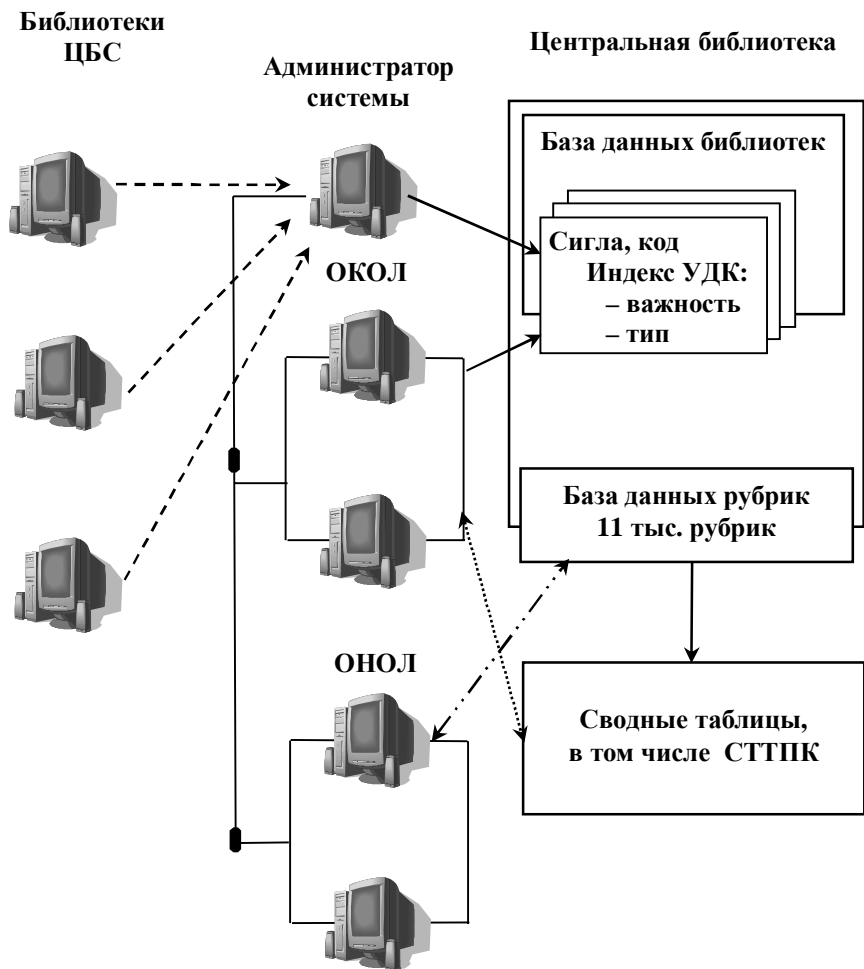 Библиотеки
ЦБС
Администратор
системы
Центральная библиотека
База данных библиотек
Сигла, код
Индекс УДК:
– важность
– тип
ОКОЛ
База данных рубрик
11 тыс. рубрик
ОНОЛ
Сводные таблицы,
в том числе СТТПК